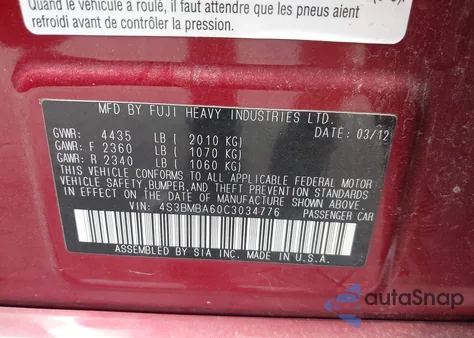 Quand le véhicule a roulé, il faut attendre que les pneus aient
refroidi avant de contrôler la pression.
MFD BY FUJI HEAVY INDUSTRIES LTD.
GVWR: 4435 LB ( 2010 KG) DATE: 03/12
GAWR: F 2360 LB ( 1070 KG)
GAWR: R 2340 LB ( 1060 KG)
THIS VEHICLE CONFORMS TO ALL APPLICABLE FEDERAL MOTOR
VEHICLE SAFETY, BUMPER, AND THEFT PREVENTION STANDARDS
IN EFFECT ON THE DATE OF MANUFACTURE SHOWN ABOVE.
VIN: 4S3BMBA60C3034776 PASSENGER CAR
ASSEMBLED BY SIA INC. MADE IN U.S.A.
autoSnap